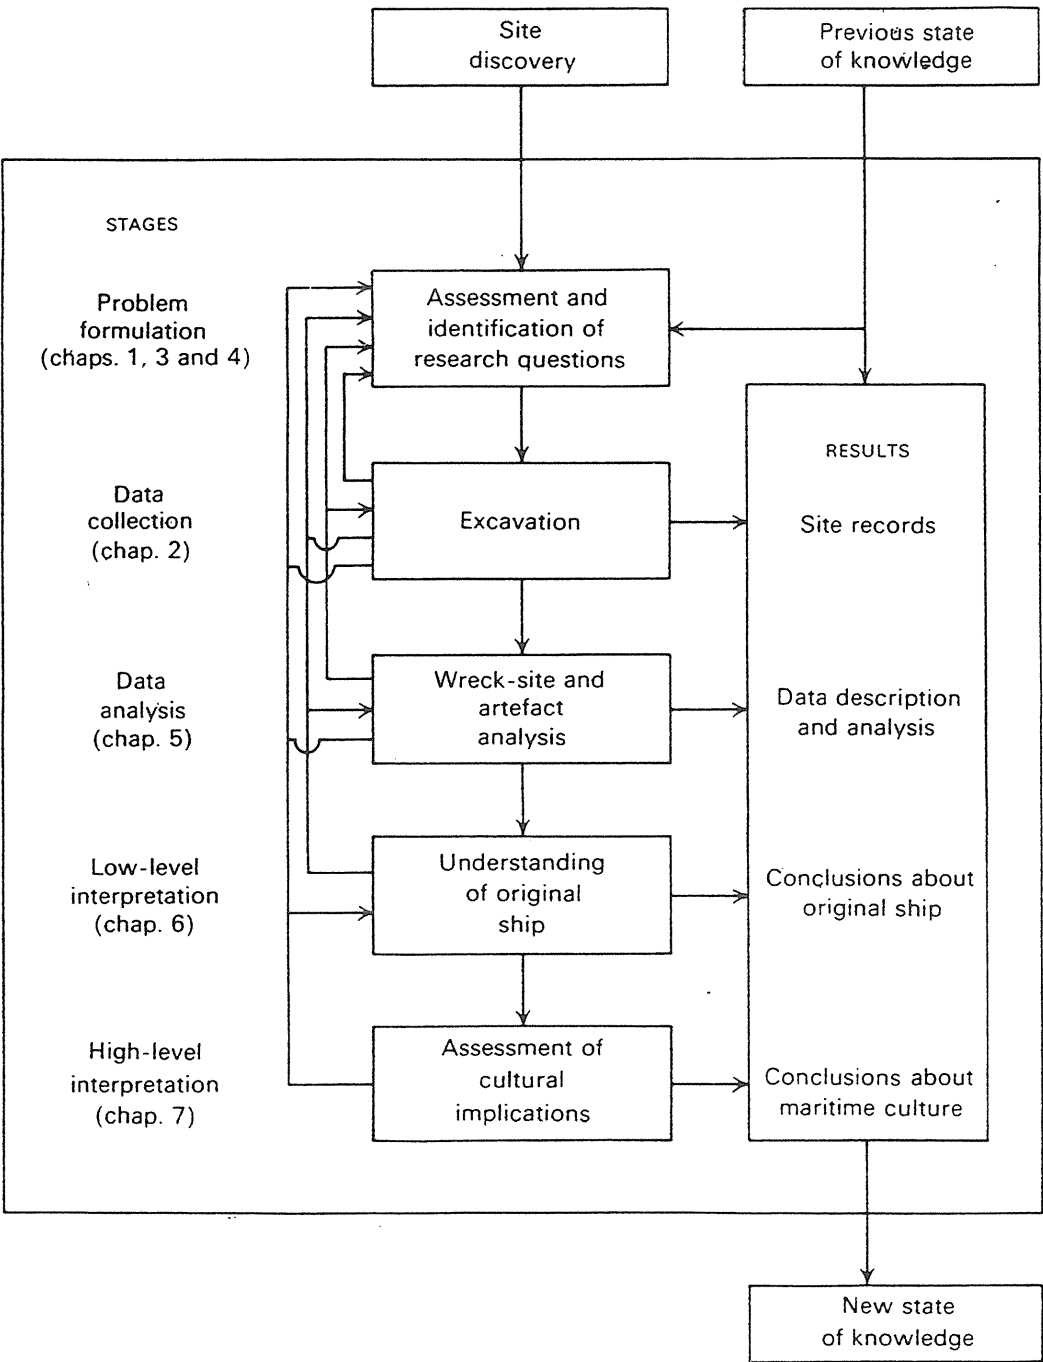 Site
discovery
Previous state
of knowledge
STAGES
Problem
formulation
(chaps. 1, 3 and 4)
Assessment and
identification of
research questions
RESULTS
Data
collection
(chap. 2)
Excavation
Site records
Data
analysis
(chap. 5)
Wreck-site and
artefact
analysis
Data description
and analysis
Low-level
interpretation
(chap. 6)
Understanding
of original
ship
Conclusions about
original ship
High-level
interpretation
(chap. 7)
Assessment of
cultural
implications
Conclusions about
maritime culture
New state
of knowledge